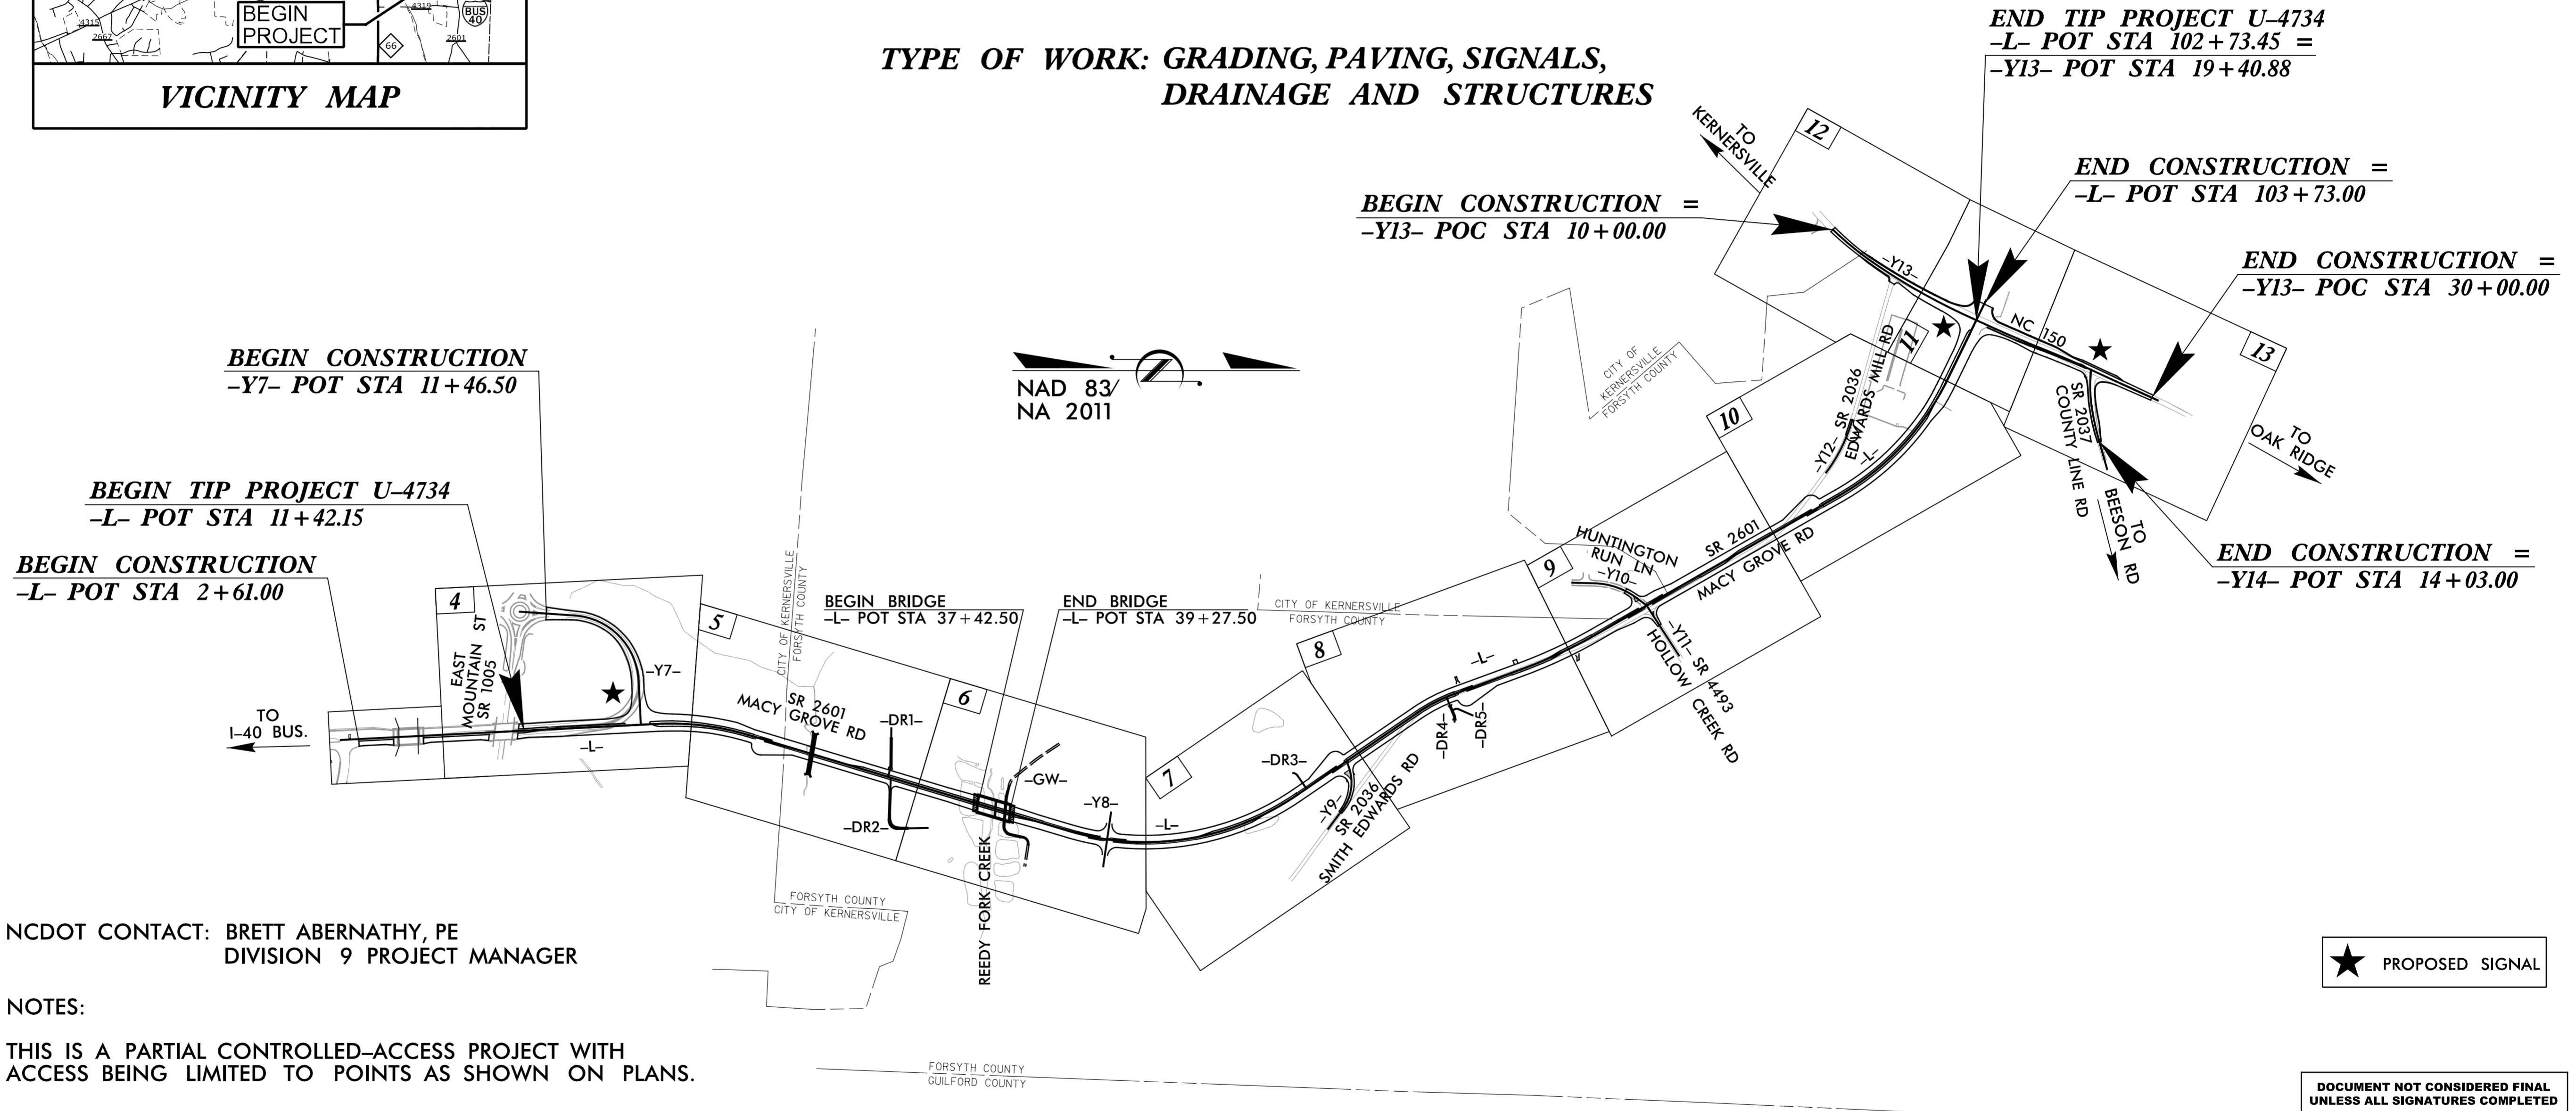 4315
2667
BEGIN
PROJECT
4319
BUS
40
66
2601
VICINITY MAP
TYPE OF WORK: GRADING, PAVING, SIGNALS,
DRAINAGE AND STRUCTURES
END TIP PROJECT U-4734
-L- POT STA 102+73.45 =
-Y13- POT STA 19+40.88
TO
KERNERSVILLE
12
END CONSTRUCTION =
-L- POT STA 103+73.00
BEGIN CONSTRUCTION =
-Y13- POC STA 10+00.00
END CONSTRUCTION =
-Y13- POC STA 30+00.00
-Y13-
NC 150
11
13
BEGIN CONSTRUCTION
-Y7- POT STA 11+46.50
NAD 83/
NA 2011
CITY OF
KERNERSVILLE
FORSYTH COUNTY
10
-Y12- SR 2036
EDWARDS MILL RD
-L-
SR 2037
COUNTY LINE RD
TO
OAK RIDGE
TO
BEESON RD
BEGIN TIP PROJECT U-4734
-L- POT STA 11+42.15
BEGIN CONSTRUCTION
-L- POT STA 2+61.00
END CONSTRUCTION =
-Y14- POT STA 14+03.00
4
EAST
MOUNTAIN ST
SR 1005
-Y7-
TO
I-40 BUS.
-L-
CITY OF KERNERSVILLE
FORSYTH COUNTY
5
BEGIN BRIDGE
-L- POT STA 37+42.50
END BRIDGE
-L- POT STA 39+27.50
CITY OF KERNERSVILLE
FORSYTH COUNTY
9
HUNTINGTON
RUN LN
-Y10-
SR 2601
MACY GROVE RD
-Y11- SR 4493
HOLLOW CREEK RD
8
-L-
6
SR 2601
MACY GROVE RD
-DR1-
-DR2-
-GW-
-Y8-
REEDY FORK CREEK
7
-L-
-DR3-
-DR4-
-DR5-
-Y9-
SR 2036
SMITH EDWARDS RD
FORSYTH COUNTY
CITY OF KERNERSVILLE
NCDOT CONTACT: BRETT ABERNATHY, PE
DIVISION 9 PROJECT MANAGER
PROPOSED SIGNAL
NOTES:
THIS IS A PARTIAL CONTROLLED-ACCESS PROJECT WITH
ACCESS BEING LIMITED TO POINTS AS SHOWN ON PLANS.
FORSYTH COUNTY
GUILFORD COUNTY
DOCUMENT NOT CONSIDERED FINAL
UNLESS ALL SIGNATURES COMPLETED